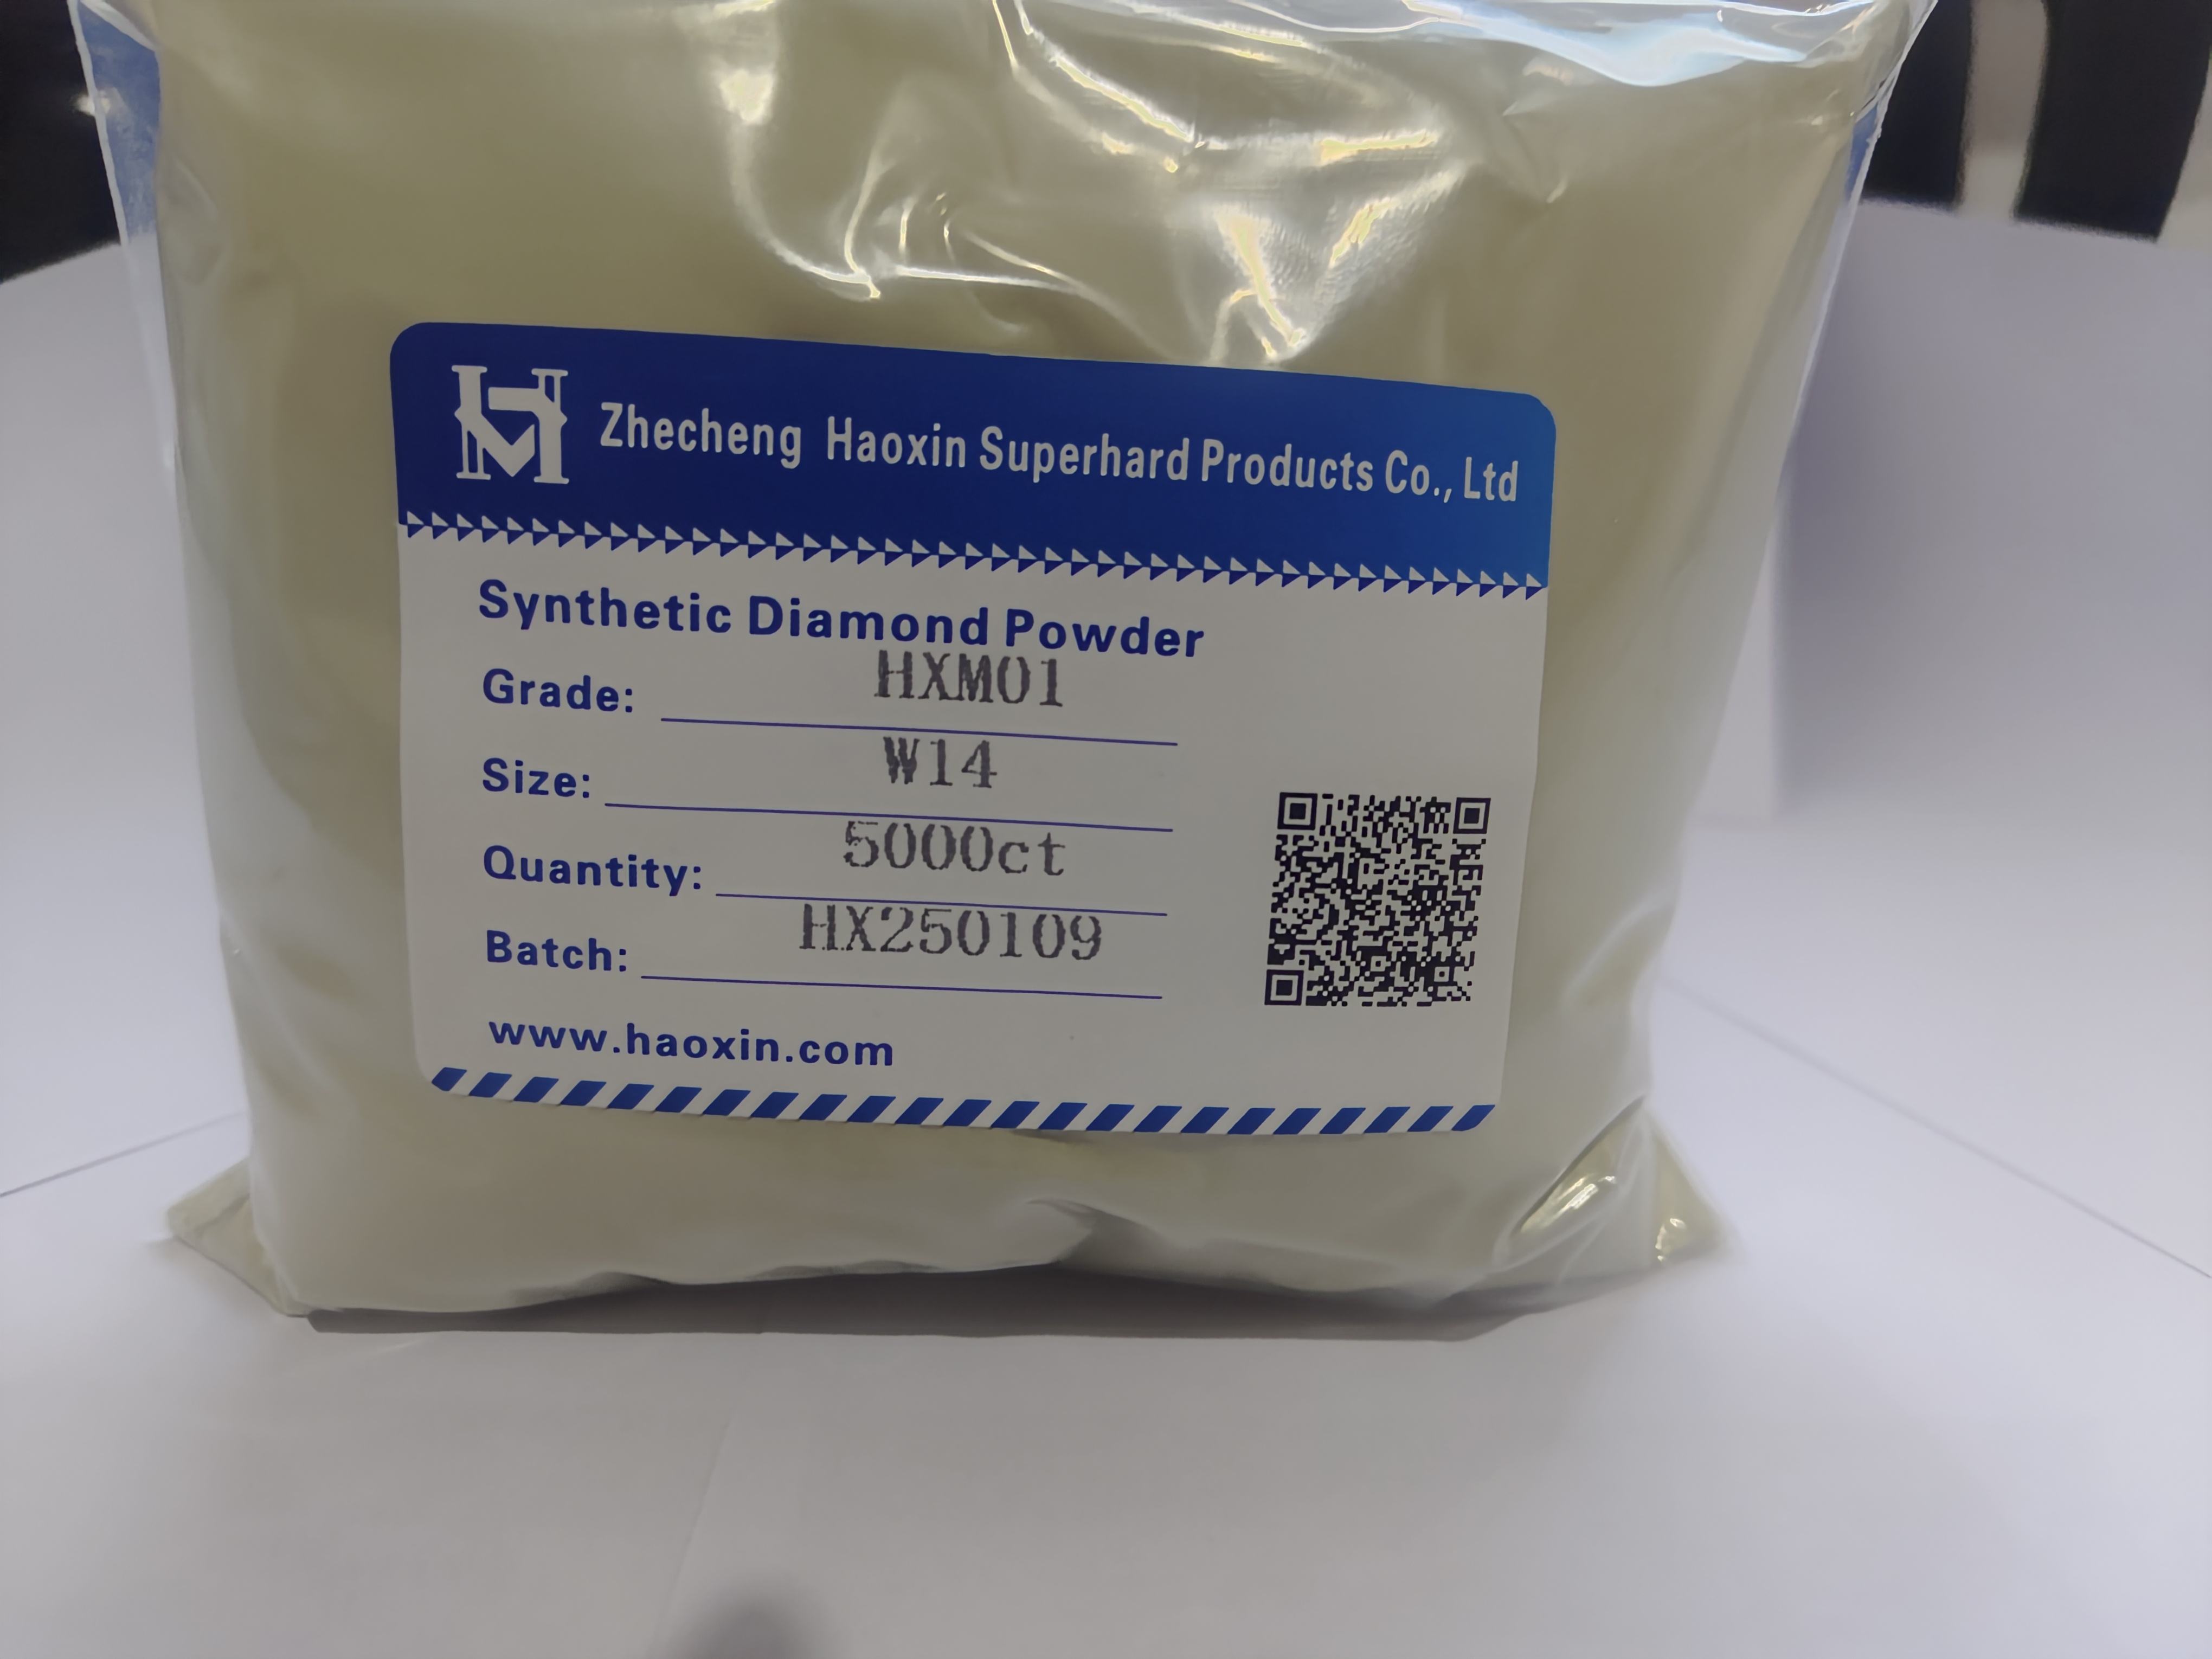 Zhecheng Haoxin Superhard Products Co., Ltd
Synthetic Diamond Powder
Grade: HXM01
Size: W14
Quantity: 5000ct
Batch: HX250109
www.haoxin.com